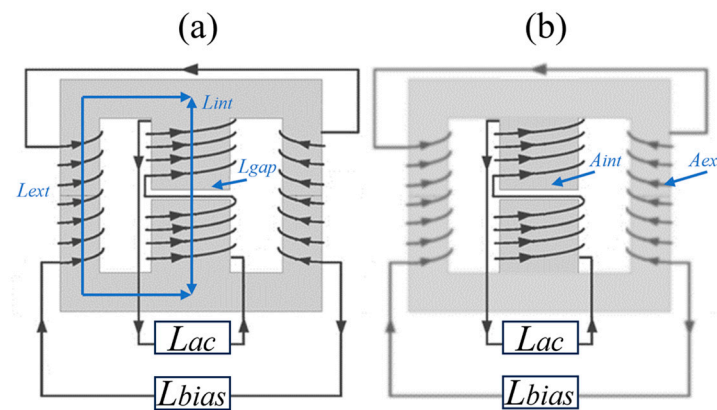 (a)
(b)
Lint
Lext
Lgap
Aint
Aex
Lac
Lac
Lbias
Lbias